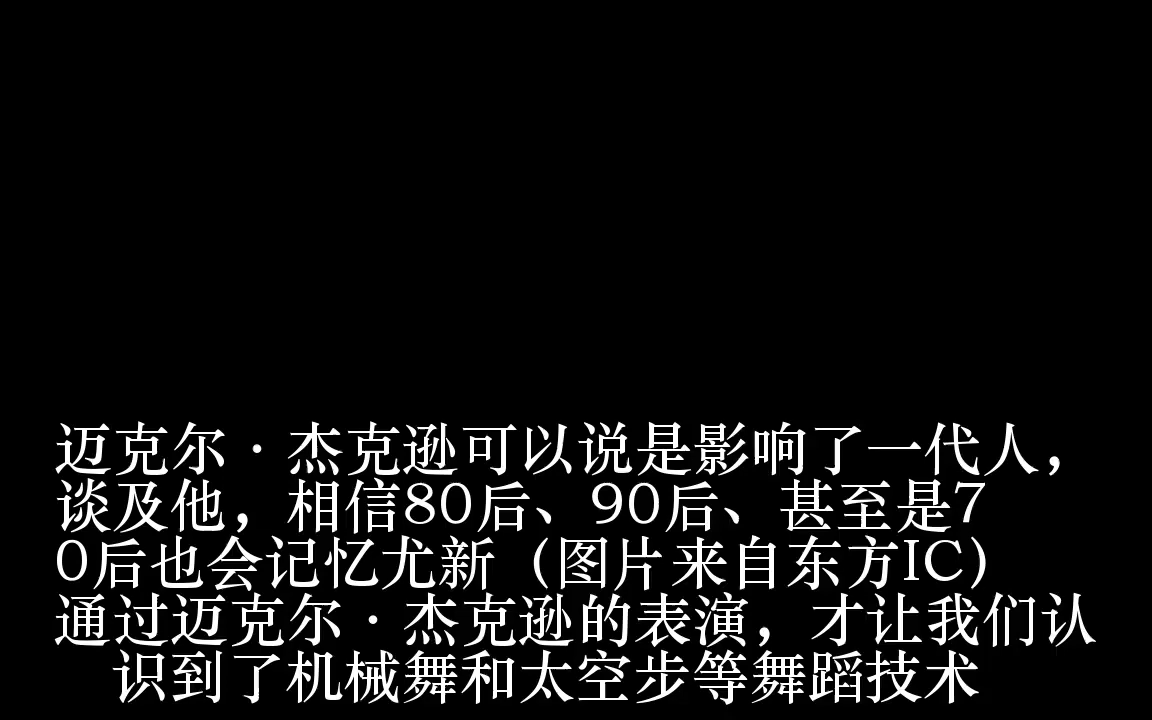 迈克尔·杰克逊可以说是影响了一代人，
谈及他，相信80后、90后、甚至是7
0后也会记忆尤新（图片来自东方IC）
通过迈克尔·杰克逊的表演，才让我们认
识到了机械舞和太空步等舞蹈技术